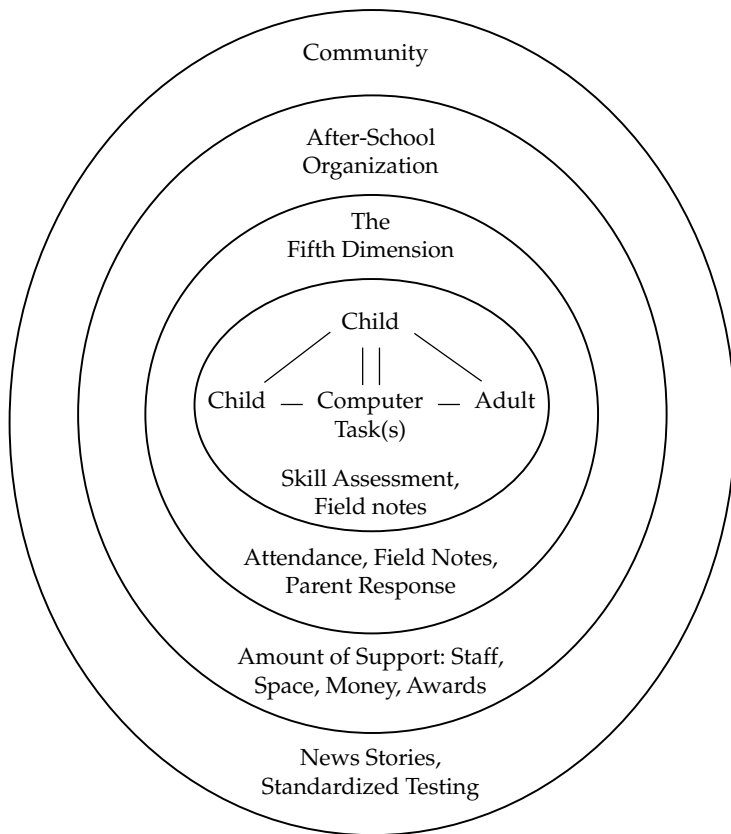 Community
After-School
Organization
The
Fifth Dimension
Child
Child — Computer — Adult
Task(s)
Skill Assessment,
Field notes
Attendance, Field Notes,
Parent Response
Amount of Support: Staff,
Space, Money, Awards
News Stories,
Standardized Testing